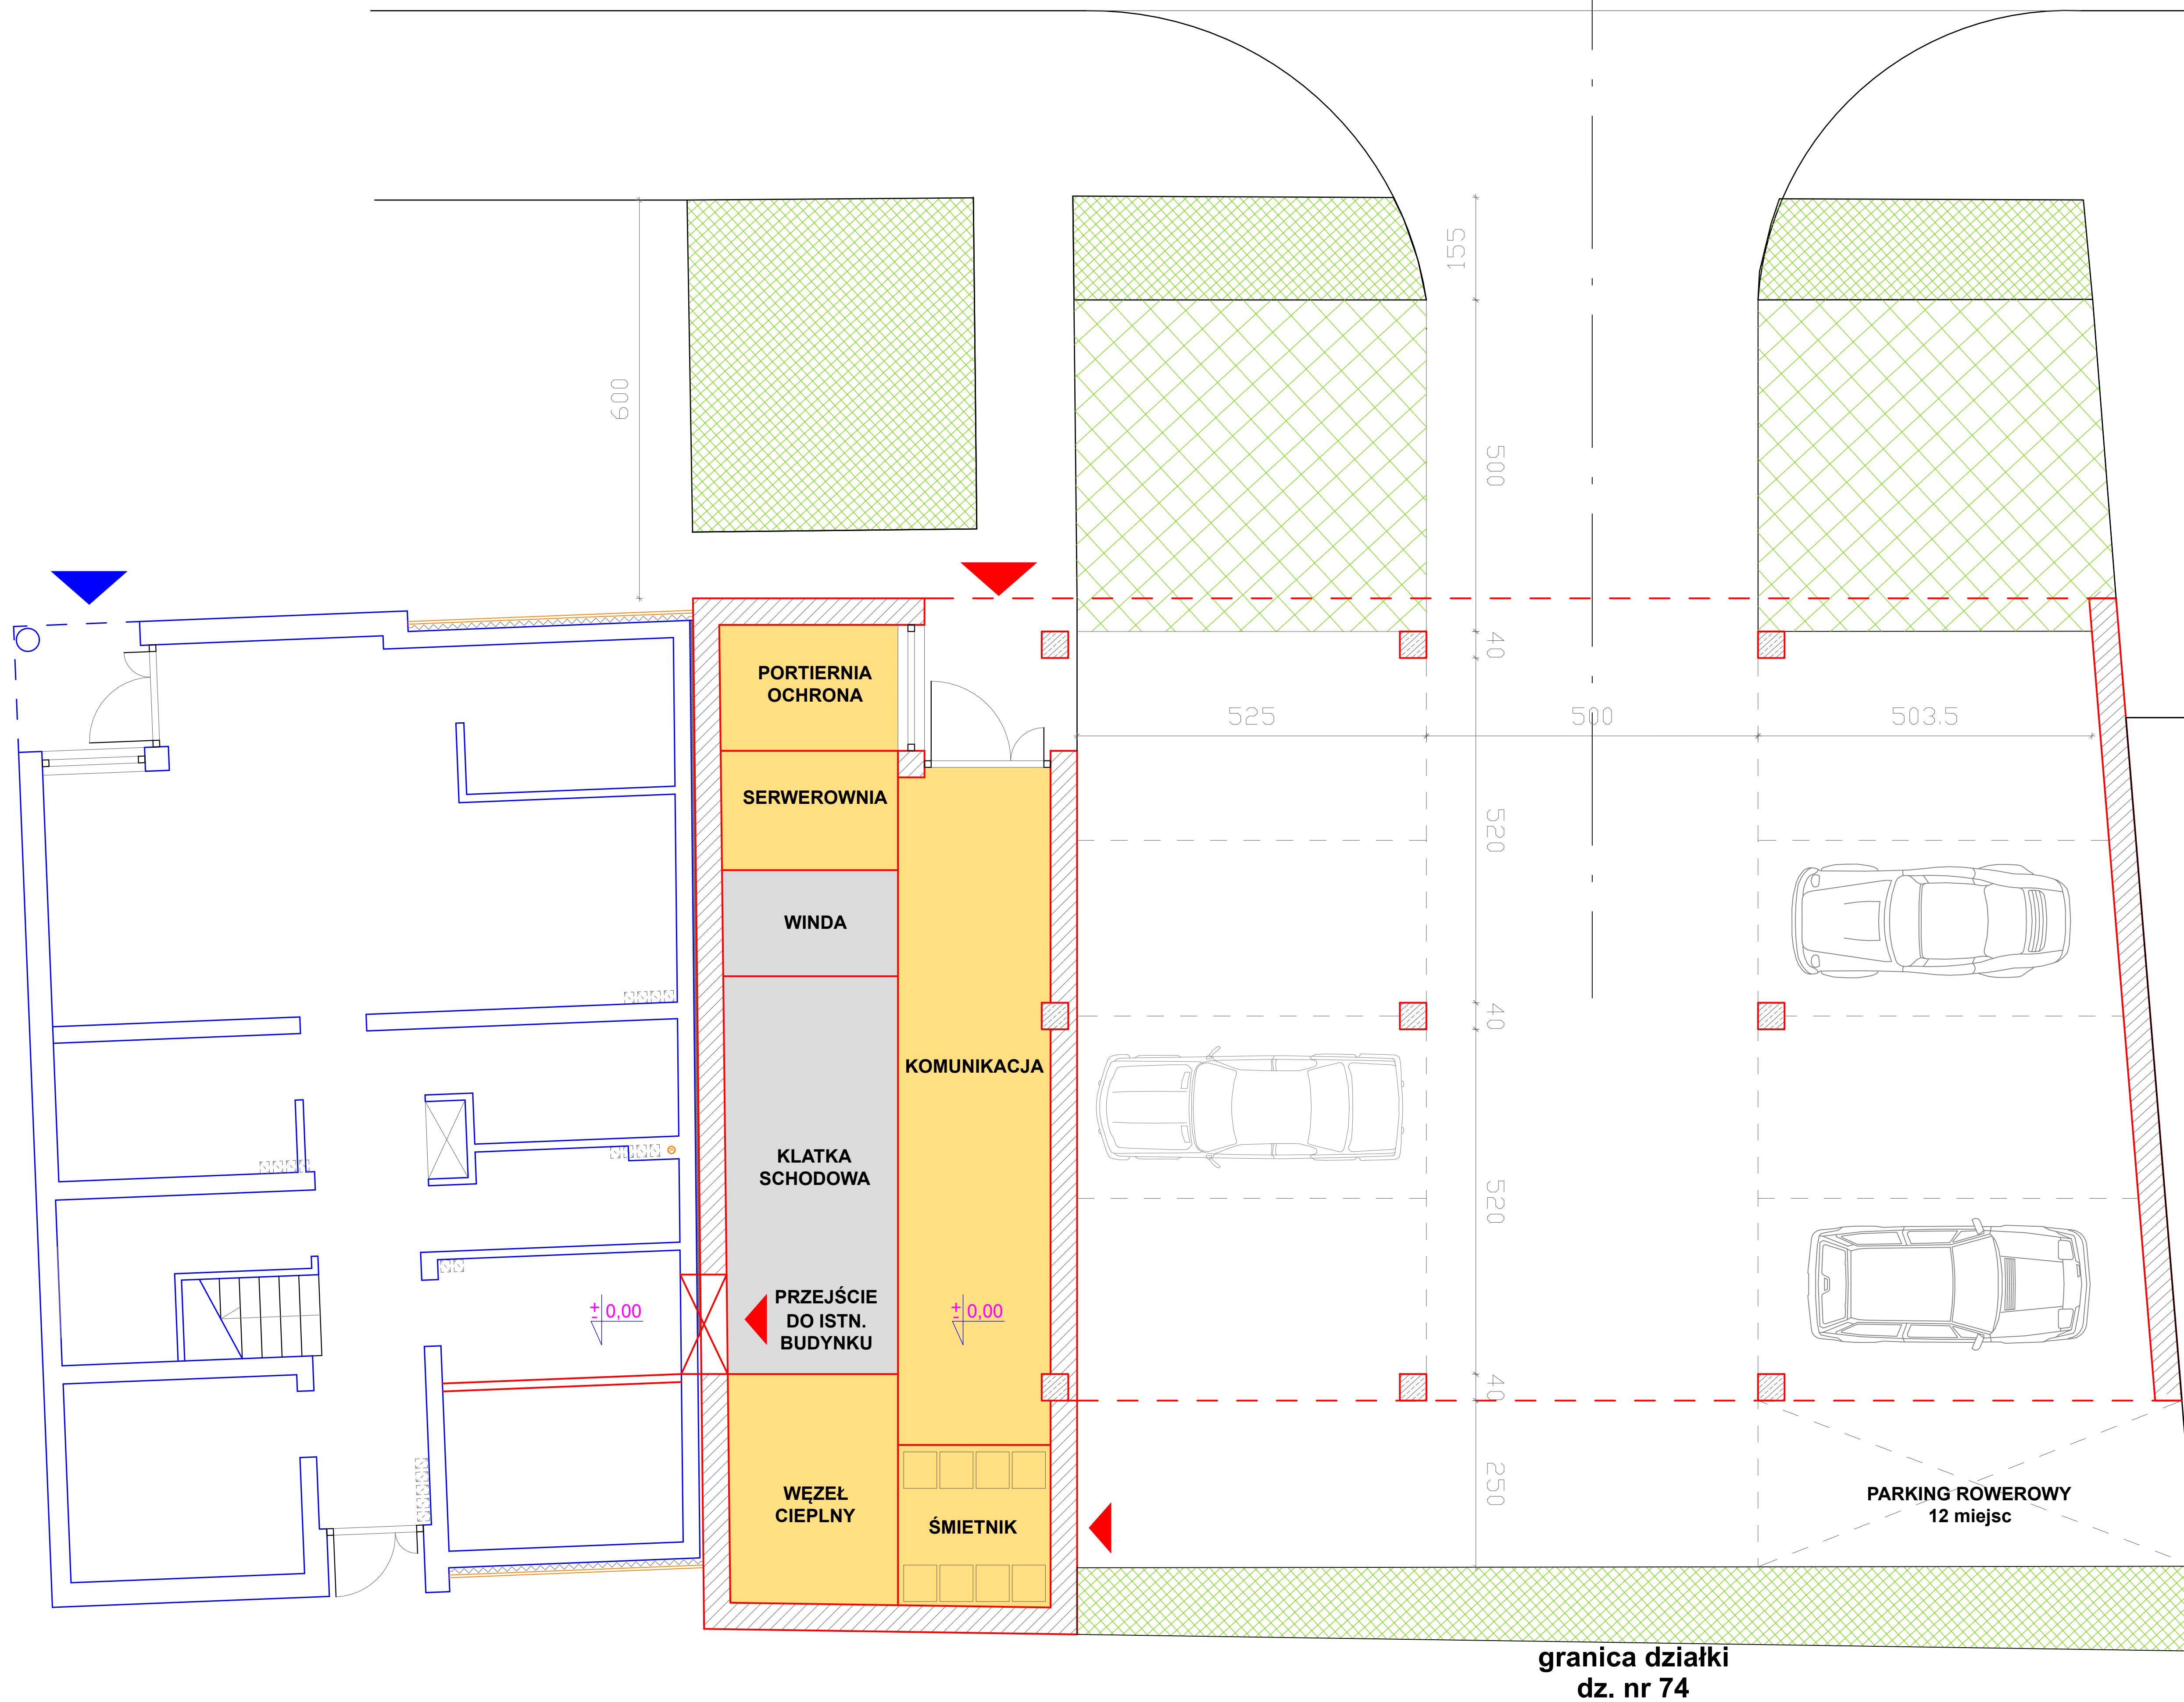 155
600
500
40
PORTIERNIA
OCHRONA
525
500
503.5
SERWEROWNIA
520
WINDA
40
KOMUNIKACJA
KLATKA
SCHODOWA
520
PRZEJŚCIE
DO ISTN.
BUDYNKU
± 0,00
± 0,00
40
250
WĘZEŁ
CIEPLNY
ŚMIETNIK
PARKING ROWEROWY
12 miejsc
granica działki
dz. nr 74